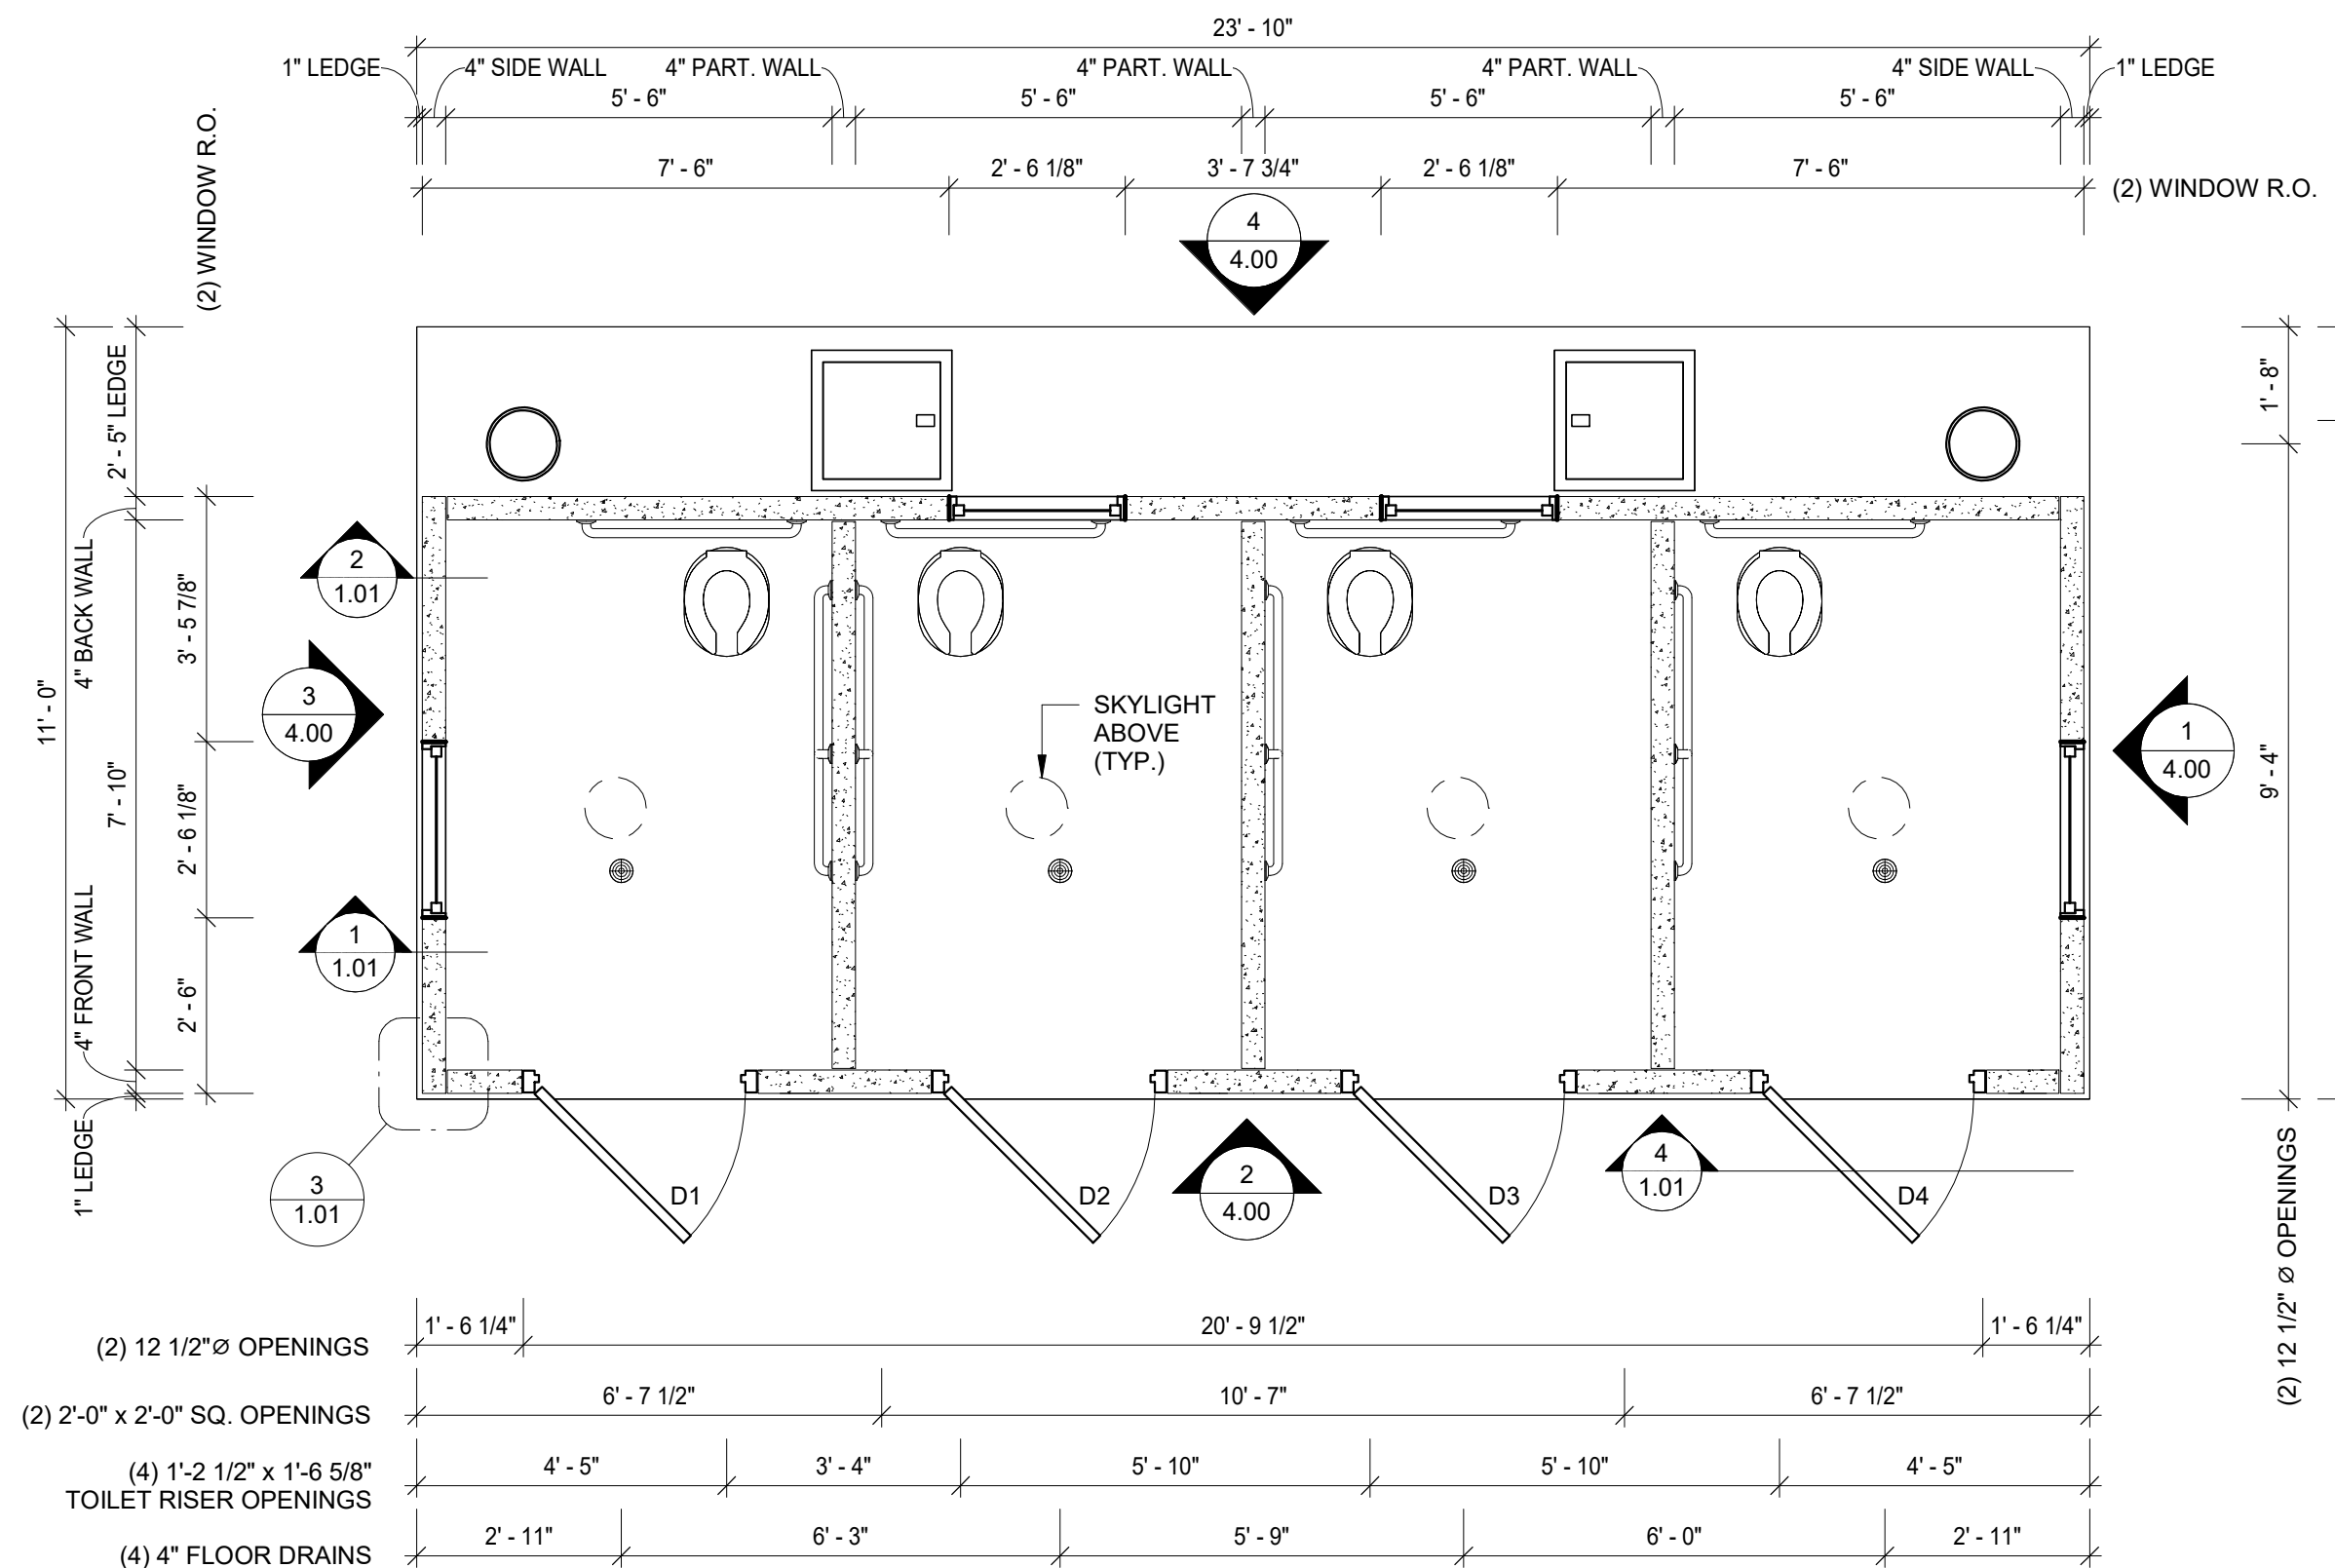 23' - 10"
1" LEDGE
4" SIDE WALL
4" PART. WALL
4" PART. WALL
4" PART. WALL
4" SIDE WALL
1" LEDGE
5' - 6"
5' - 6"
5' - 6"
5' - 6"
(2) WINDOW R.O.
7' - 6"
2' - 6 1/8"
3' - 7 3/4"
2' - 6 1/8"
7' - 6"
(2) WINDOW R.O.
4
4.00
11' - 0"
2' - 5" LEDGE
4" BACK WALL
7' - 10"
4" FRONT WALL
1" LEDGE
3' - 5 7/8"
2' - 6 1/8"
2' - 6"
2
1.01
3
4.00
1
1.01
3
1.01
SKYLIGHT
ABOVE
(TYP.)
1
4.00
1' - 8"
9' - 4"
(2) 12 1/2" ⌀ OPENINGS
D1
D2
2
4.00
D3
4
1.01
D4
(2) 12 1/2"⌀ OPENINGS
1' - 6 1/4"
20' - 9 1/2"
1' - 6 1/4"
(2) 2'-0" x 2'-0" SQ. OPENINGS
6' - 7 1/2"
10' - 7"
6' - 7 1/2"
(4) 1'-2 1/2" x 1'-6 5/8"
TOILET RISER OPENINGS
4' - 5"
3' - 4"
5' - 10"
5' - 10"
4' - 5"
(4) 4" FLOOR DRAINS
2' - 11"
6' - 3"
5' - 9"
6' - 0"
2' - 11"